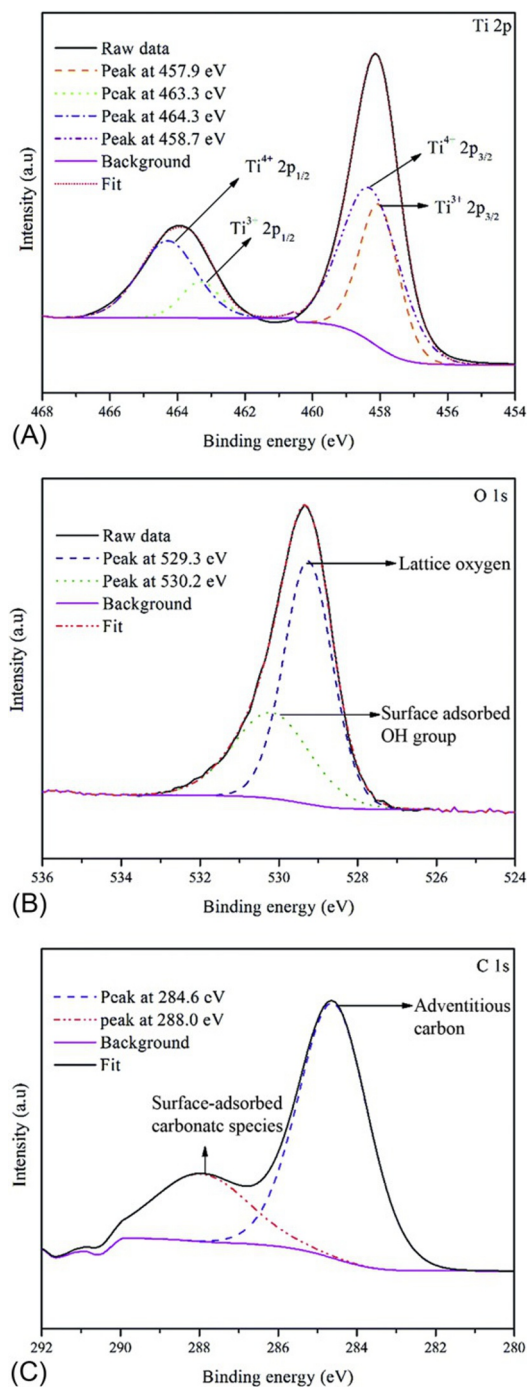 Ti 2p
Raw data
Peak at 457.9 eV
Peak at 463.3 eV
Peak at 464.3 eV
Peak at 458.7 eV
Background
Fit
Ti4+ 2p1/2
Ti3+ 2p1/2
Ti4+ 2p3/2
Ti3+ 2p3/2
Intensity (a.u)
468 466 464 462 460 458 456 454
Binding energy (eV)
(A)
O 1s
Raw data
Peak at 529.3 eV
Peak at 530.2 eV
Background
Fit
Lattice oxygen
Surface adsorbed
OH group
Intensity (a.u)
536 534 532 530 528 526 524
Binding energy (eV)
(B)
C 1s
Peak at 284.6 eV
peak at 288.0 eV
Background
Fit
Adventitious
carbon
Surface-adsorbed
carbonate species
Intensity (a.u)
292 290 288 286 284 282 280
Binding energy (eV)
(C)